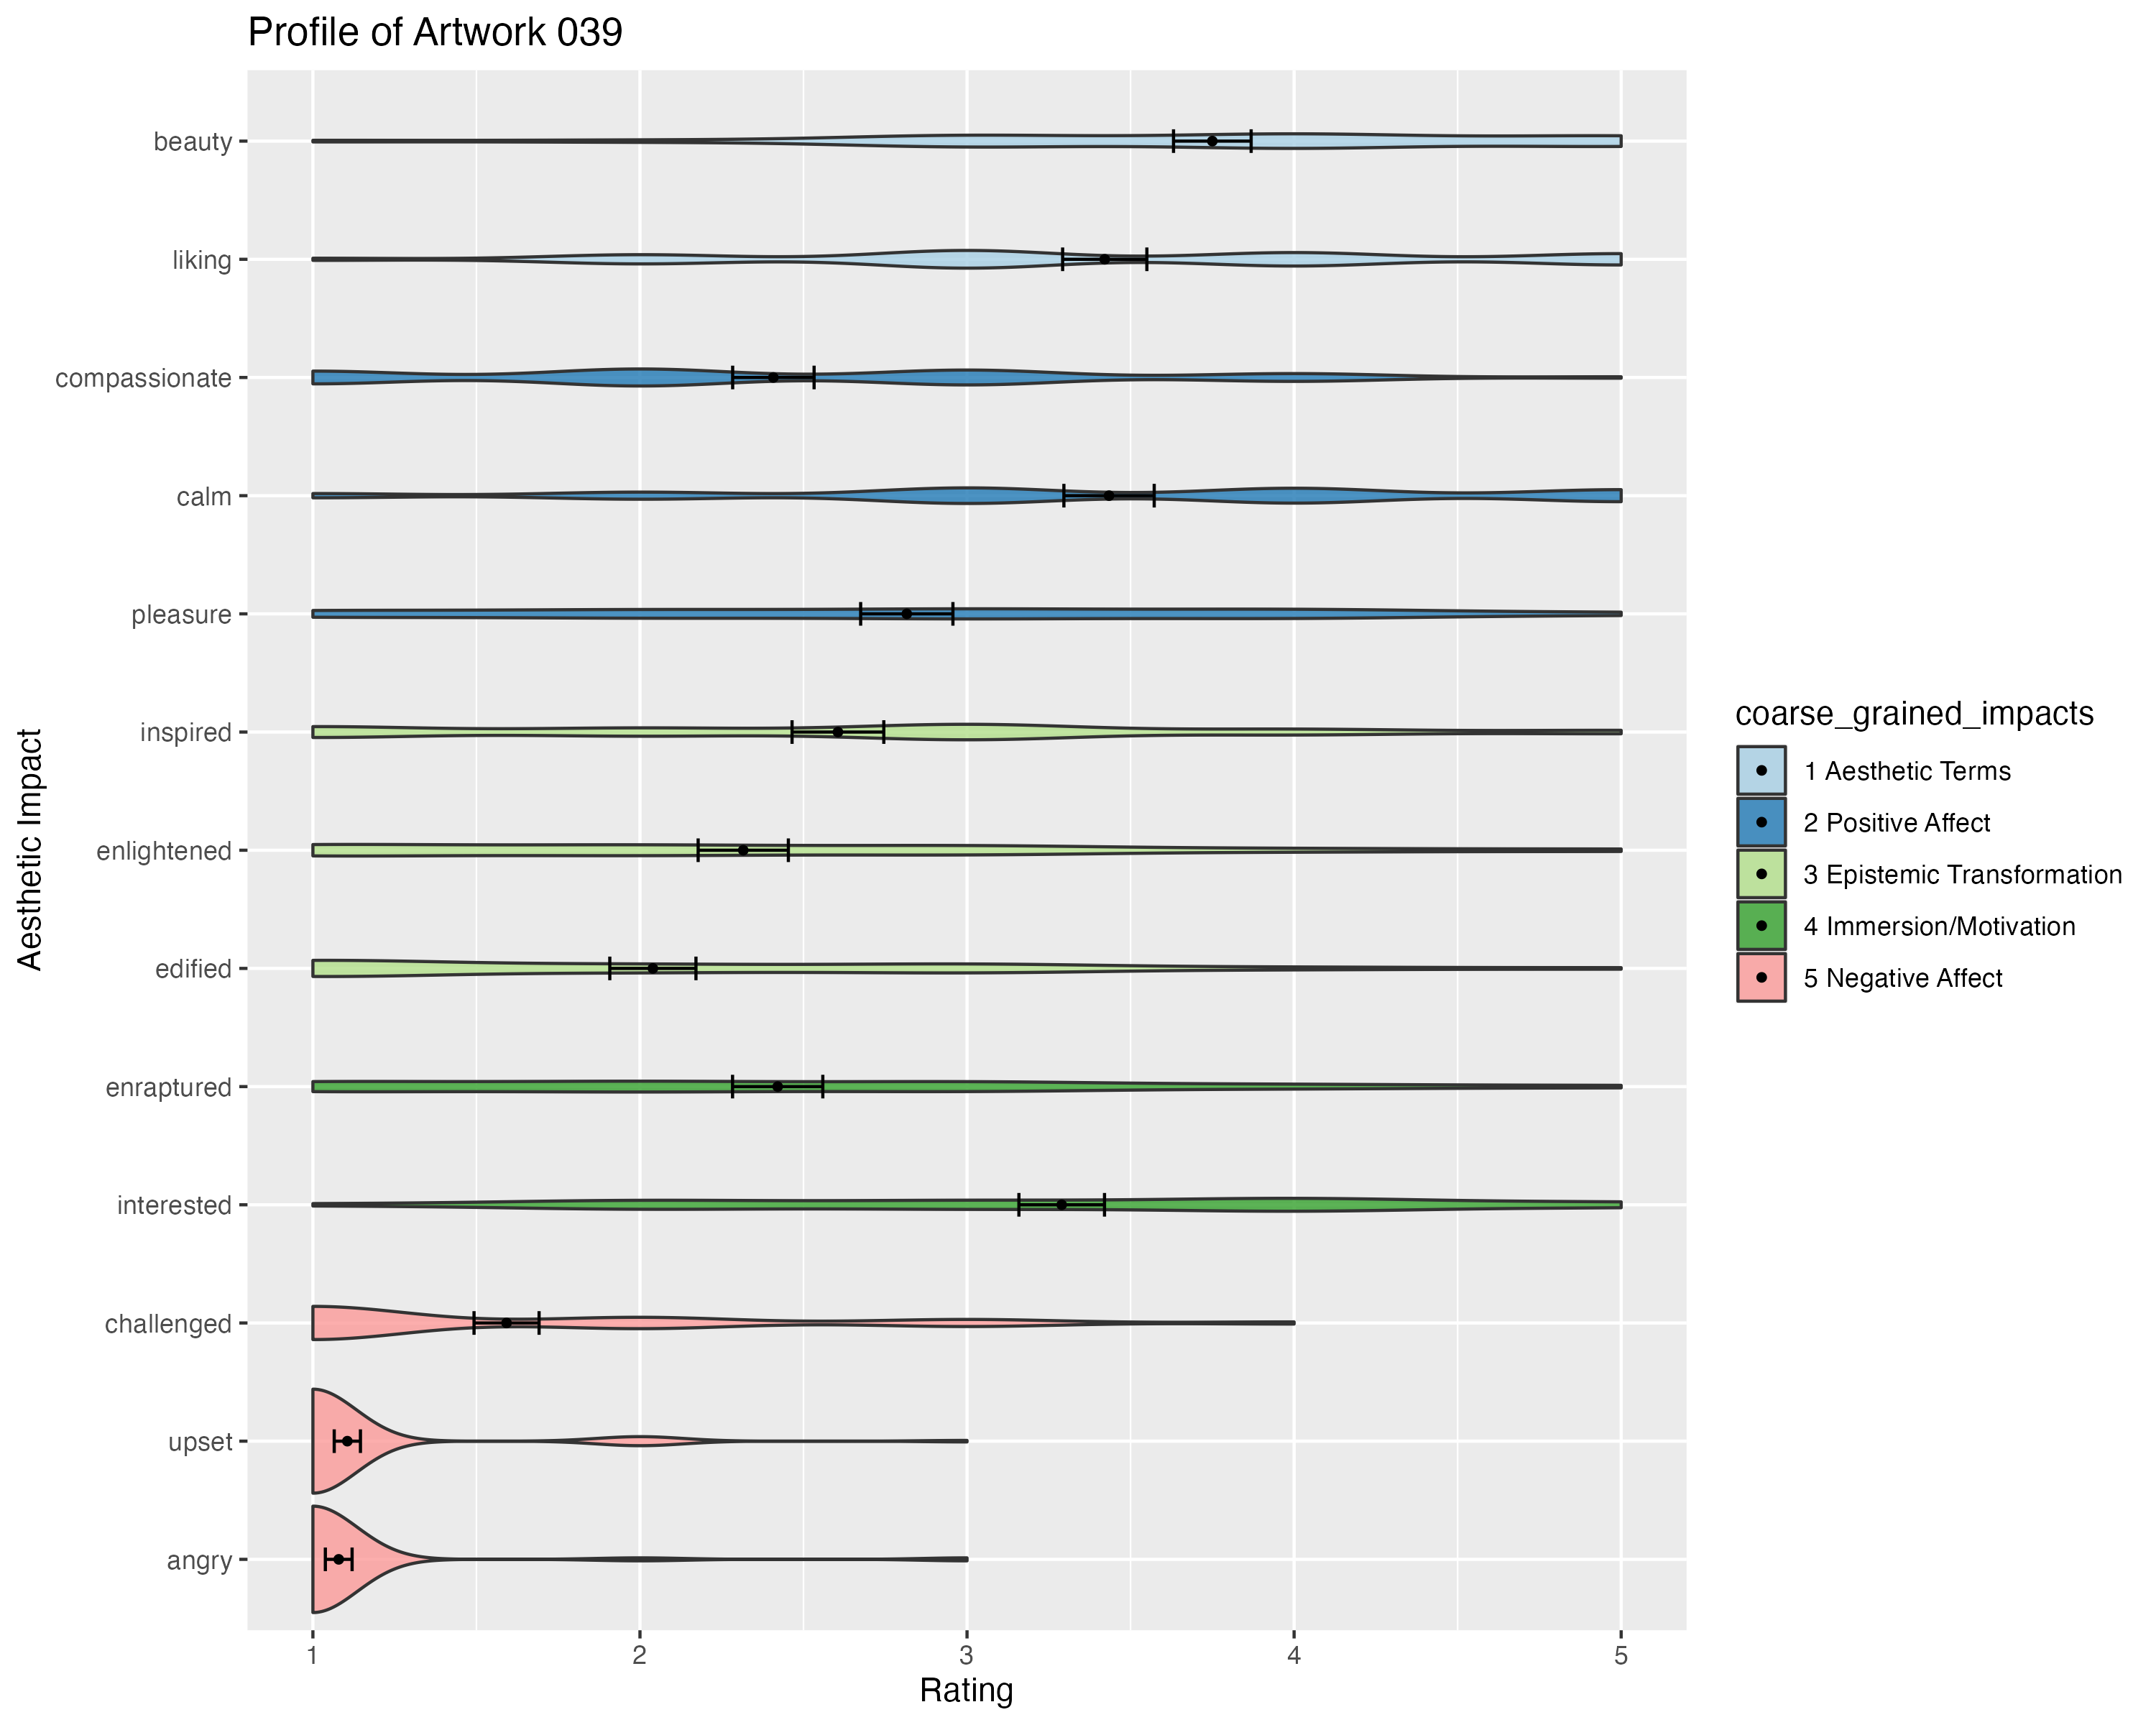 Profile of Artwork 039
beauty
liking
compassionate
calm
pleasure
inspired
enlightened
edified
enraptured
interested
challenged
upset
angry
Aesthetic Impact
1 2 3 4 5
Rating
coarse_grained_impacts
1 Aesthetic Terms
2 Positive Affect
3 Epistemic Transformation
4 Immersion/Motivation
5 Negative Affect